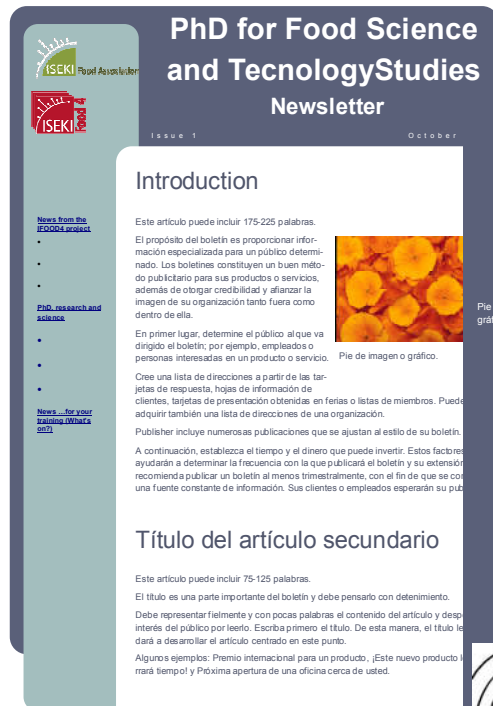 PhD for Food Science
and TecnologyStudies
Newsletter
Issue 1
October
ISEKI Food Association
ISEKI Food 4
News from the
IFOOD4 project
•
•
•
PhD, research and
science
•
•
•
News ...for your
training (What's
on?)
Introduction
Este artículo puede incluir 175-225 palabras.
El propósito del boletín es proporcionar infor-
mación especializada para un público determi-
nado. Los boletines constituyen un buen méto-
do publicitario para sus productos o servicios,
además de otorgar credibilidad y afianzar la
imagen de su organización tanto fuera como
dentro de ella.
En primer lugar, determine el público al que va
dirigido el boletín; por ejemplo, empleados o
personas interesadas en un producto o servicio.
Pie de imagen o gráfico.
Cree una lista de direcciones a partir de las tar-
jetas de respuesta, hojas de información de
clientes, tarjetas de presentación obtenidas en ferias o listas de miembros. Puede
adquirir también una lista de direcciones de una organización.
Publisher incluye numerosas publicaciones que se ajustan al estilo de su boletín.
A continuación, establezca el tiempo y el dinero que puede invertir. Estos factores
ayudarán a determinar la frecuencia con la que publicará el boletín y su extensión
recomienda publicar un boletín al menos trimestralmente, con el fin de que se co
una fuente constante de información. Sus clientes o empleados esperarán su pub
Pie
grá
Título del artículo secundario
Este artículo puede incluir 75-125 palabras.
El título es una parte importante del boletín y debe pensarlo con detenimiento.
Debe representar fielmente y con pocas palabras el contenido del artículo y desp
interés del público por leerlo. Escriba primero el título. De esta manera, el título le
dará a desarrollar el artículo centrado en este punto.
Algunos ejemplos: Premio internacional para un producto, ¡Este nuevo producto l
rrará tiempo! y Próxima apertura de una oficina cerca de usted.